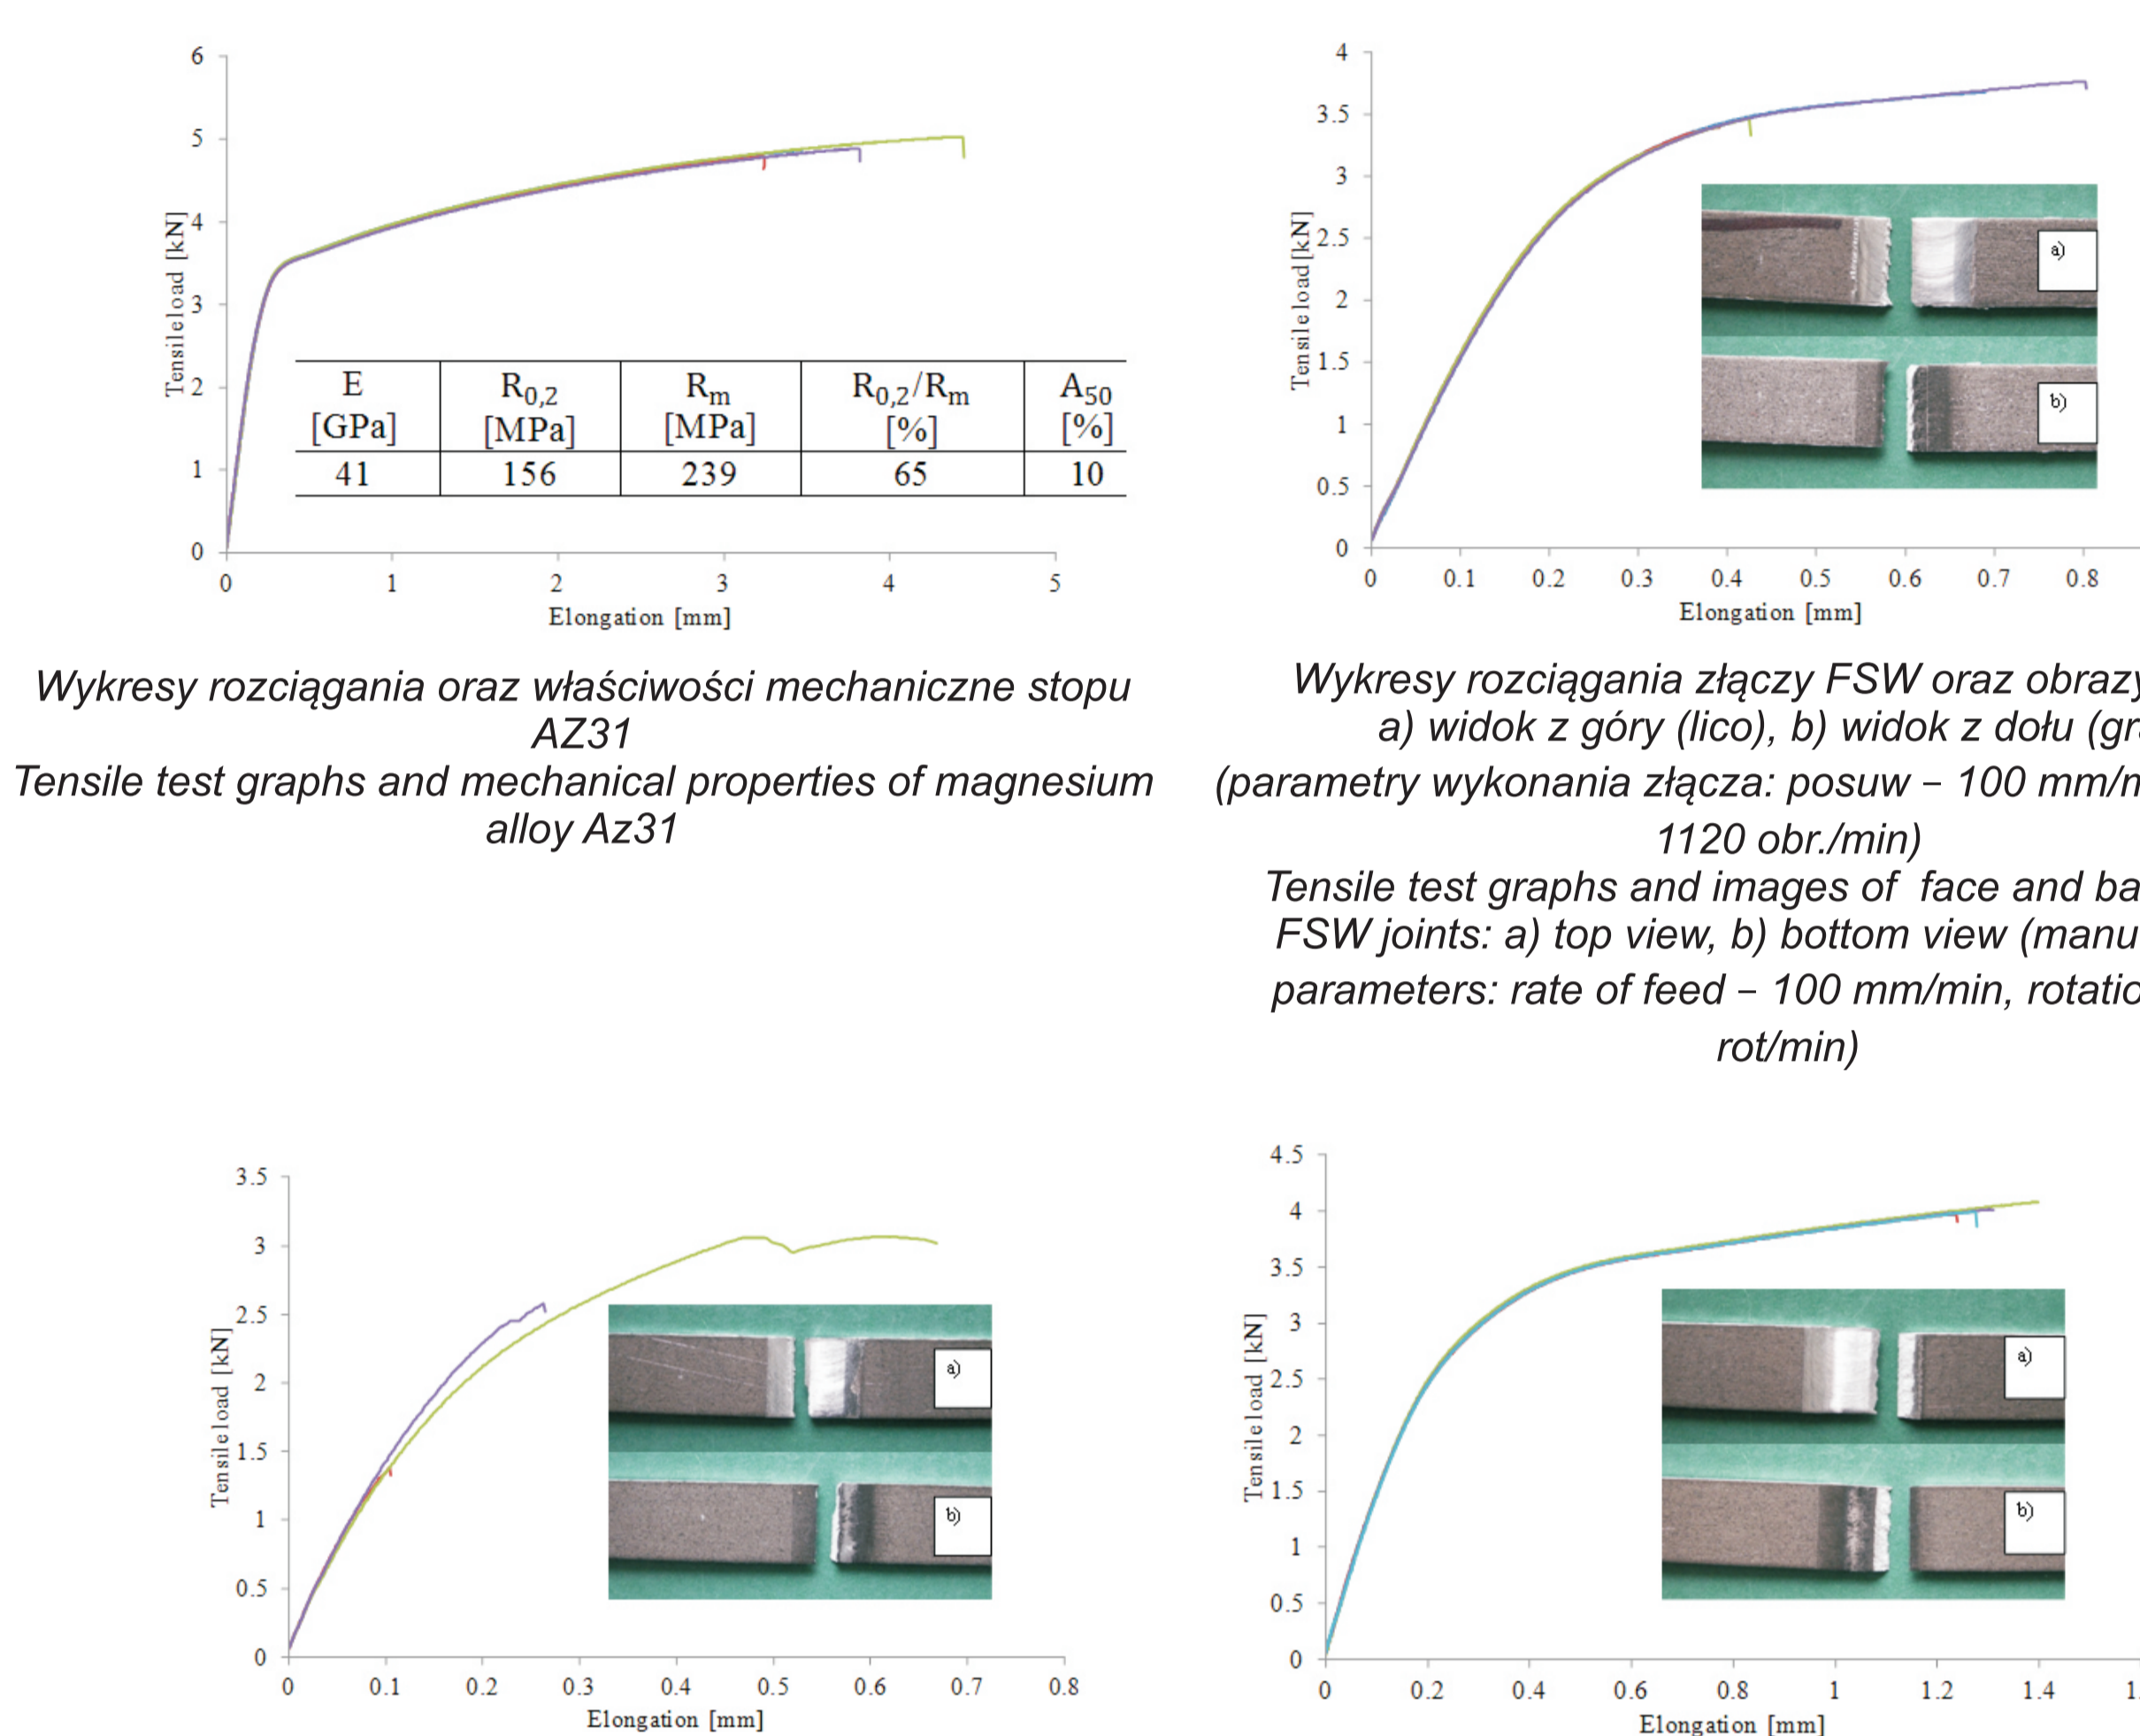 6
5
4
3
2
1
0
Tensile load [kN]
E [GPa] R0,2 [MPa] Rm [MPa] R0,2/Rm [%] A50 [%]
41 156 239 65 10
0 1 2 3 4 5
Elongation [mm]
Wykresy rozciągania oraz właściwości mechaniczne stopu
AZ31
Tensile test graphs and mechanical properties of magnesium
alloy Az31
4
3.5
3
2.5
2
1.5
1
0.5
0
Tensile load [kN]
a)
b)
0 0.1 0.2 0.3 0.4 0.5 0.6 0.7 0.8
Elongation [mm]
Wykresy rozciągania złączy FSW oraz obrazy
a) widok z góry (lico), b) widok z dołu
(parametry wykonania złącza: posuw – 100
1120 obr./min)
Tensile test graphs and images of face and
FSW joints: a) top view, b) bottom view
parameters: rate of feed – 100 mm/min,
rot/min)
3.5
3
2.5
2
1.5
1
0.5
0
Tensile load [kN]
a)
b)
0 0.1 0.2 0.3 0.4 0.5 0.6 0.7 0.8
Elongation [mm]
4.5
4
3.5
3
2.5
2
1.5
1
0.5
0
Tensile load [kN]
a)
b)
0 0.2 0.4 0.6 0.8 1 1.2 1.4
Elongation [mm]